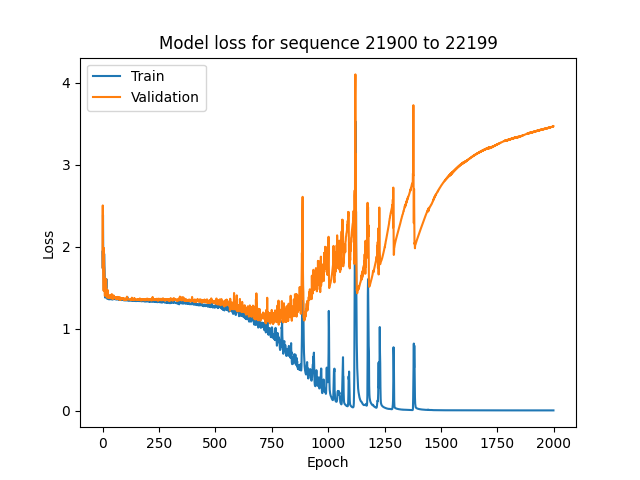 Model loss for sequence 21900 to 22199
Train
Validation
4
3
2
1
0
Loss
0 250 500 750 1000 1250 1500 1750 2000
Epoch